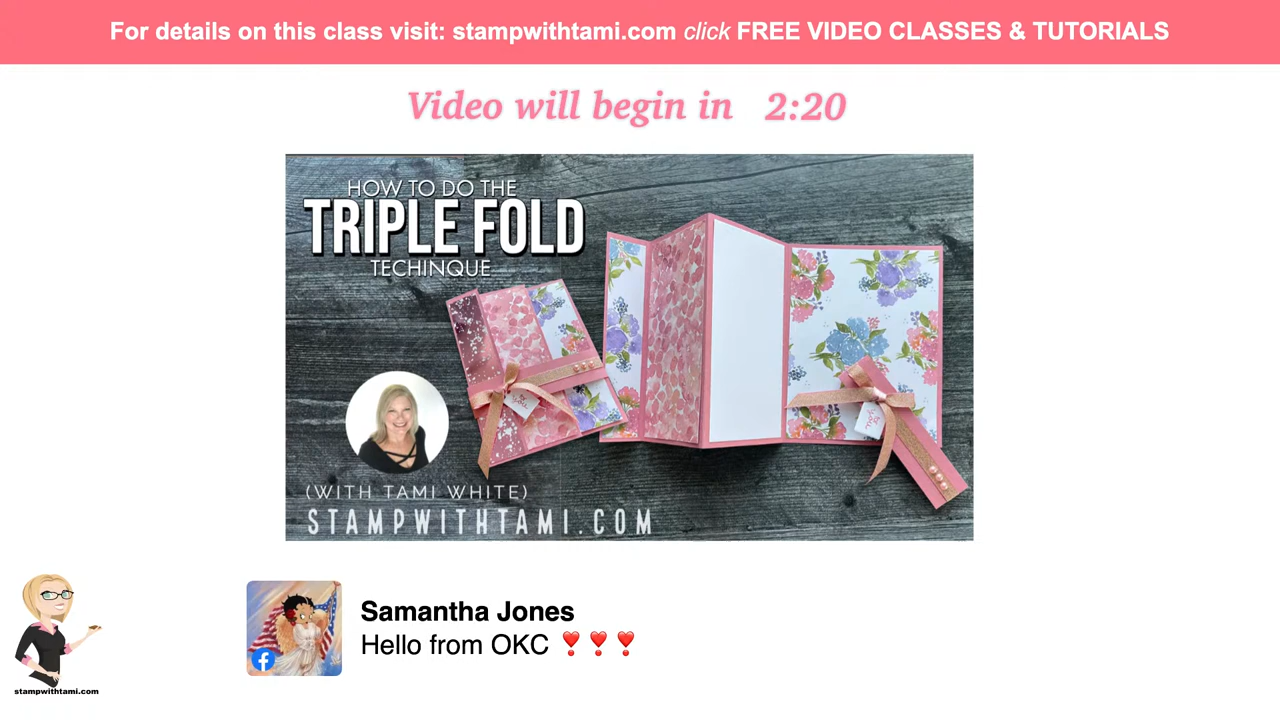 For details on this class visit: stampwithtami.com click FREE VIDEO CLASSES & TUTORIALS
Video will begin in 2:20
HOW TO DO THE
TRIPLE FOLD
TECHINQUE
(WITH TAMI WHITE)
STAMPWITHTAMI.COM
Samantha Jones
Hello from OKC ❣️❣️❣️
stampwithtami.com